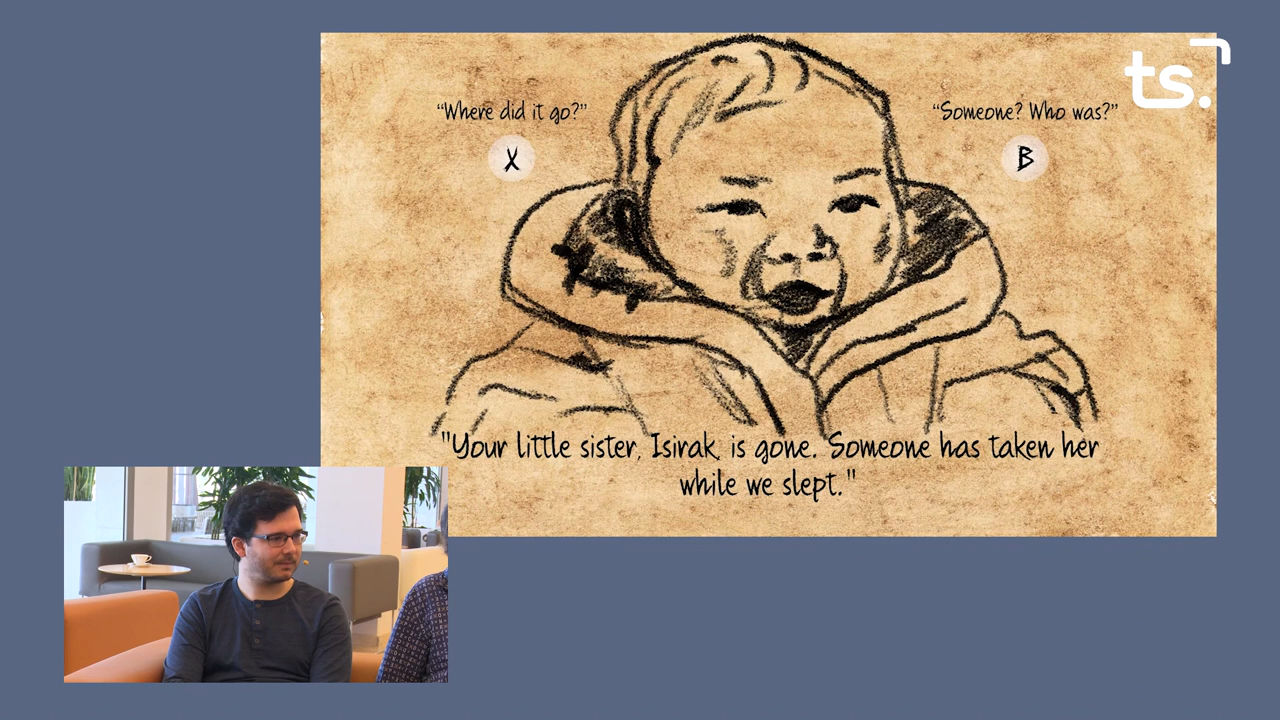 ts.
“Where did it go?”
“Someone? Who was?”
X
B
"Your little sister, Isirak, is gone. Someone has taken her
while we slept."